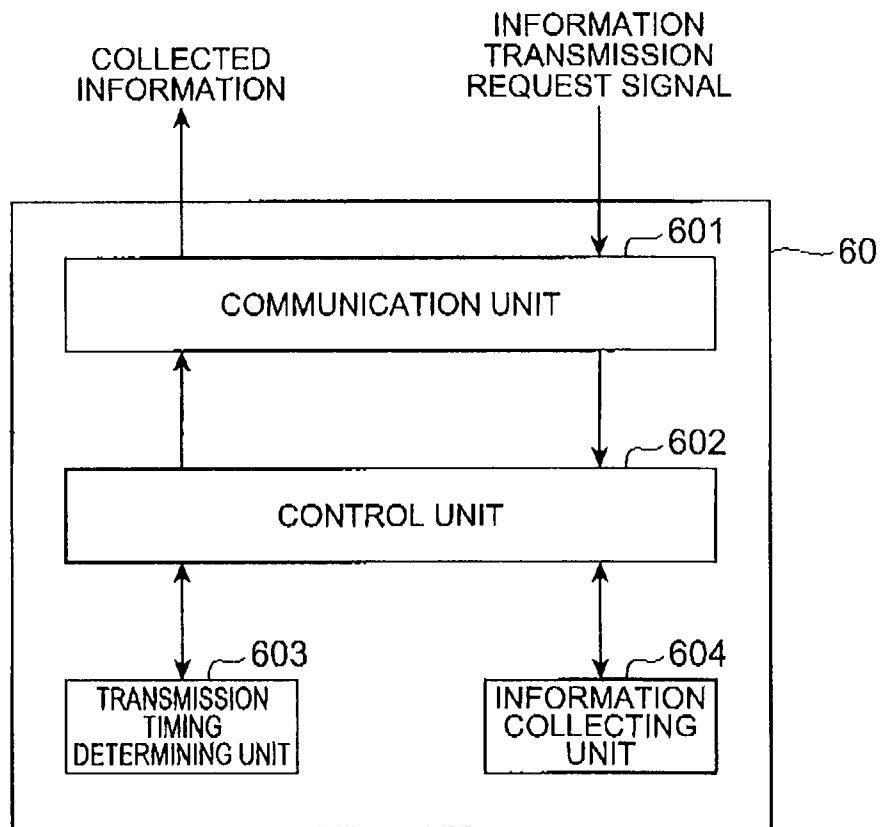 COLLECTED
INFORMATION
INFORMATION
TRANSMISSION
REQUEST SIGNAL
601
60
COMMUNICATION UNIT
602
CONTROL UNIT
603
TRANSMISSION
TIMING
DETERMINING UNIT
604
INFORMATION
COLLECTING
UNIT